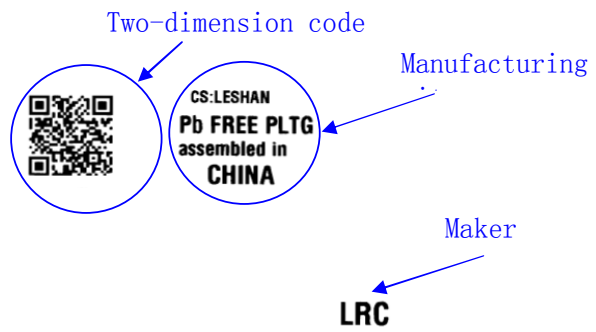 Two-dimension code
Manufacturing
CS:LESHAN
Pb FREE PLTG
assembled in
CHINA
Maker
LRC